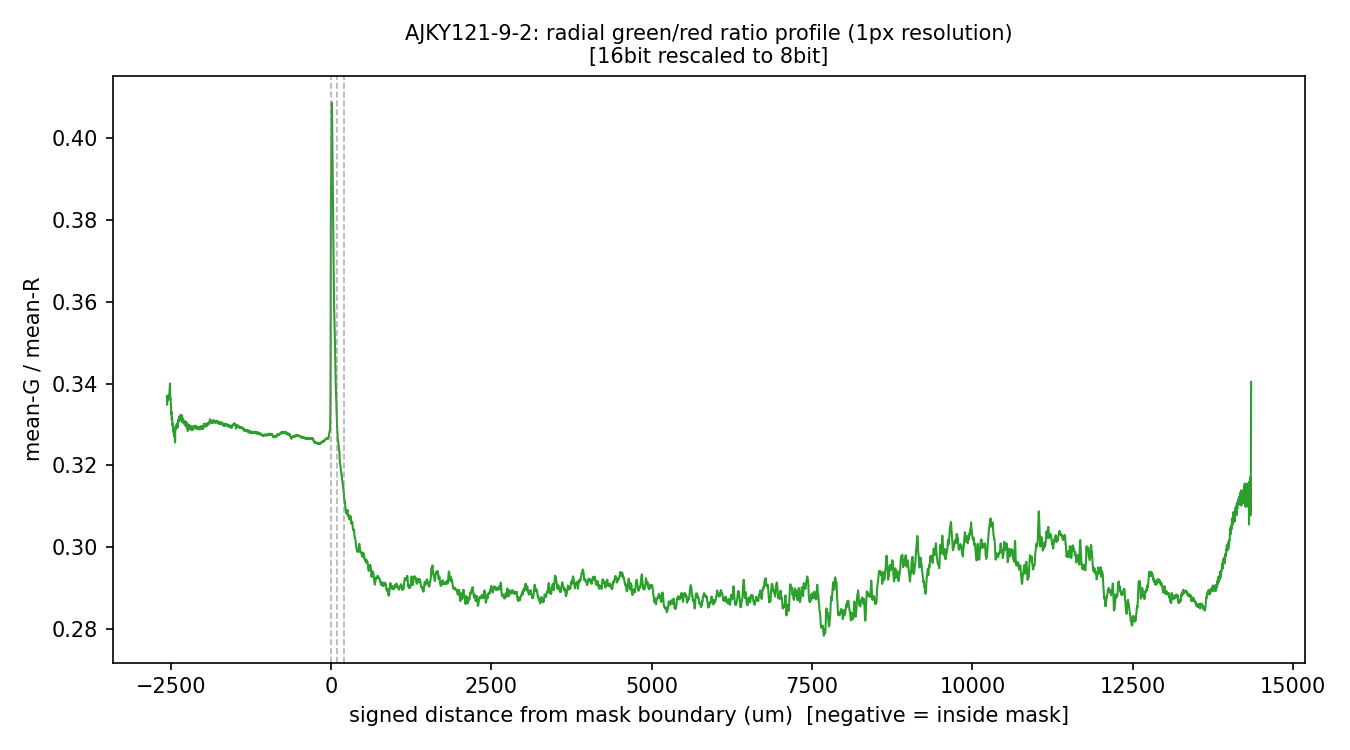 AJKY121-9-2: radial green/red ratio profile (1px resolution)
[16bit rescaled to 8bit]
mean-G / mean-R
0.40
0.38
0.36
0.34
0.32
0.30
0.28
−2500 0 2500 5000 7500 10000 12500 15000
signed distance from mask boundary (um)  [negative = inside mask]